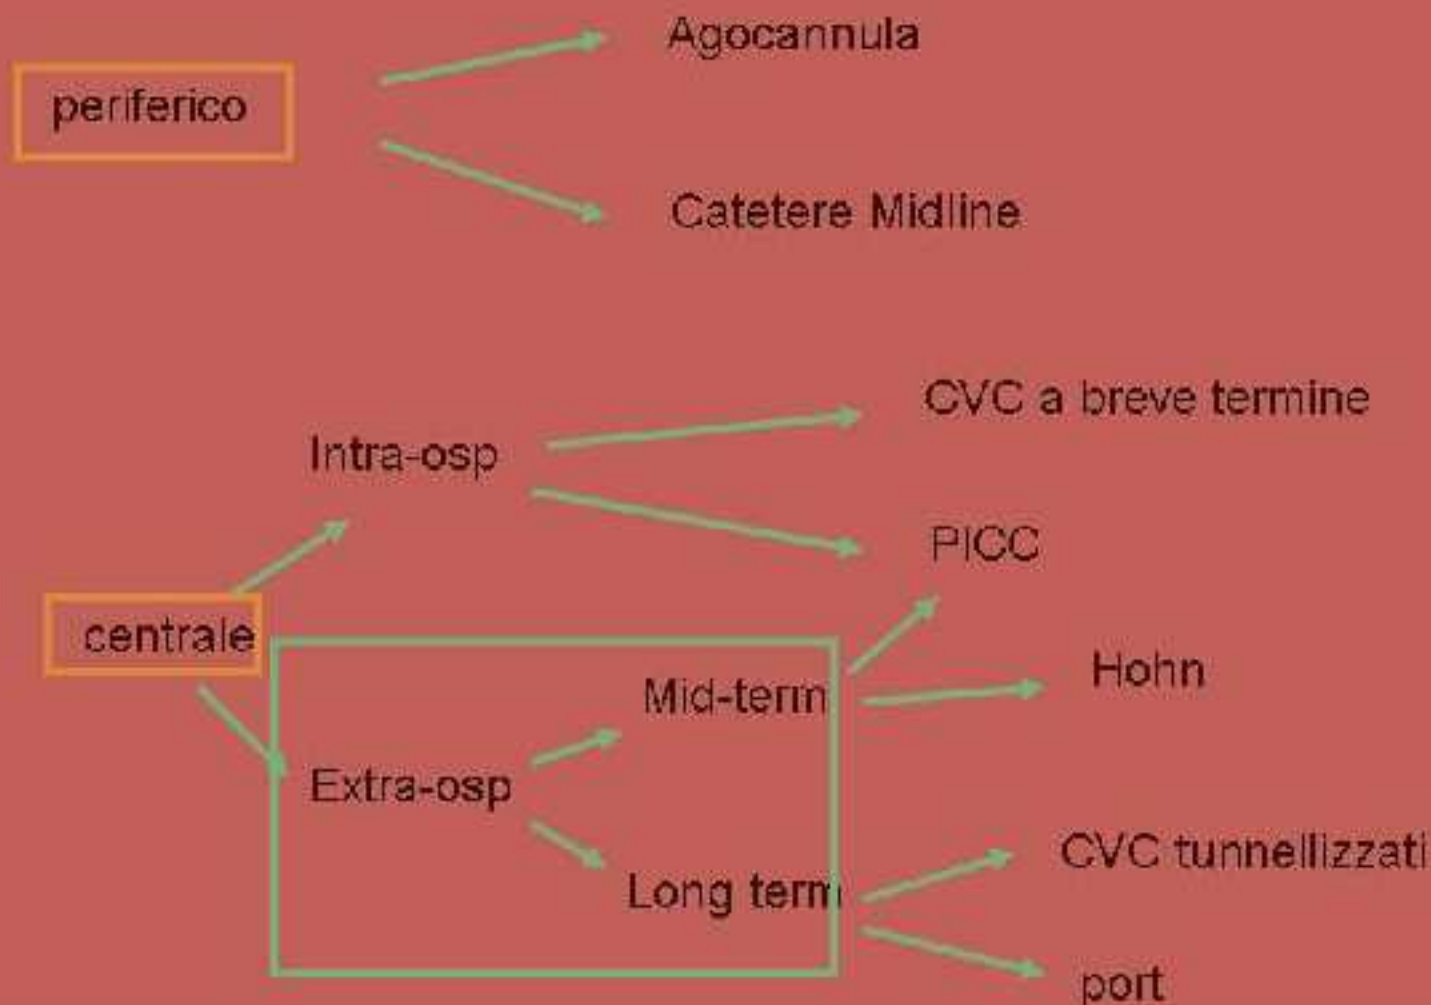 Agocannula
periferico
Catetere Midline
CVC a breve termine
Intra-osp
PICC
centrale
Hohn
Mid-term
Extra-osp
CVC tunnellizzati
Long term
port